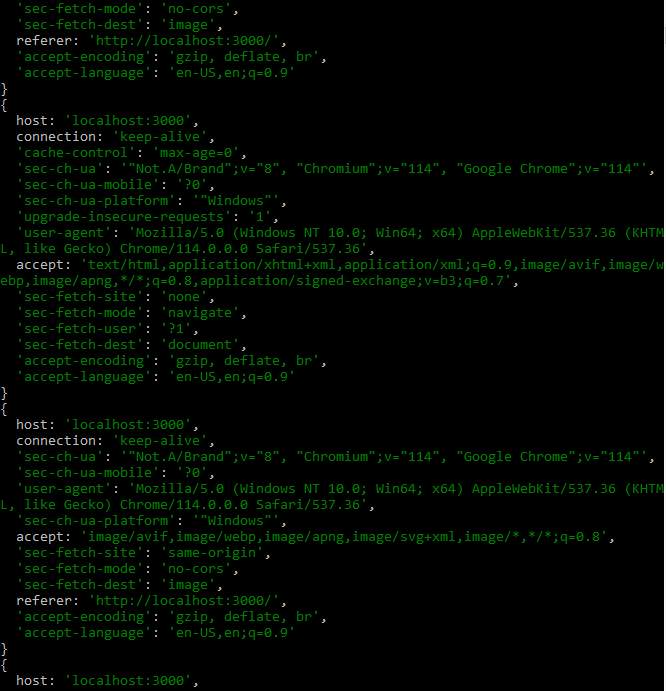 'sec-fetch-mode': 'no-cors',
  'sec-fetch-dest': 'image',
  referer: 'http://localhost:3000/',
  'accept-encoding': 'gzip, deflate, br',
  'accept-language': 'en-US,en;q=0.9'
}
{
  host: 'localhost:3000',
  connection: 'keep-alive',
  'cache-control': 'max-age=0',
  'sec-ch-ua': '"Not.A/Brand";v="8", "Chromium";v="114", "Google Chrome";v="114"',
  'sec-ch-ua-mobile': '?0',
  'sec-ch-ua-platform': '"Windows"',
  'upgrade-insecure-requests': '1',
  'user-agent': 'Mozilla/5.0 (Windows NT 10.0; Win64; x64) AppleWebKit/537.36 (KHTM
L, like Gecko) Chrome/114.0.0.0 Safari/537.36',
  accept: 'text/html,application/xhtml+xml,application/xml;q=0.9,image/avif,image/w
ebp,image/apng,*/*;q=0.8,application/signed-exchange;v=b3;q=0.7',
  'sec-fetch-site': 'none',
  'sec-fetch-mode': 'navigate',
  'sec-fetch-user': '?1',
  'sec-fetch-dest': 'document',
  'accept-encoding': 'gzip, deflate, br',
  'accept-language': 'en-US,en;q=0.9'
}
{
  host: 'localhost:3000',
  connection: 'keep-alive',
  'sec-ch-ua': '"Not.A/Brand";v="8", "Chromium";v="114", "Google Chrome";v="114"',
  'sec-ch-ua-mobile': '?0',
  'user-agent': 'Mozilla/5.0 (Windows NT 10.0; Win64; x64) AppleWebKit/537.36 (KHTM
L, like Gecko) Chrome/114.0.0.0 Safari/537.36',
  'sec-ch-ua-platform': '"Windows"',
  accept: 'image/avif,image/webp,image/apng,image/svg+xml,image/*,*/*;q=0.8',
  'sec-fetch-site': 'same-origin',
  'sec-fetch-mode': 'no-cors',
  'sec-fetch-dest': 'image',
  referer: 'http://localhost:3000/',
  'accept-encoding': 'gzip, deflate, br',
  'accept-language': 'en-US,en;q=0.9'
}
{
  host: 'localhost:3000',